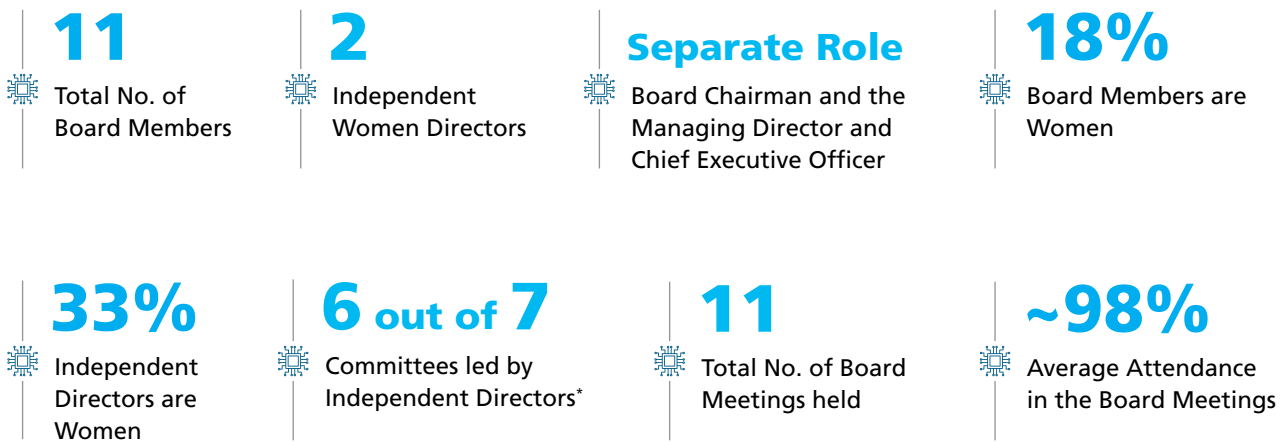 11
Total No. of
Board Members
2
Independent
Women Directors
Separate Role
Board Chairman and the
Managing Director and
Chief Executive Officer
18%
Board Members are
Women
33%
Independent
Directors are
Women
6 out of 7
Committees led by
Independent Directors*
11
Total No. of Board
Meetings held
~98%
Average Attendance
in the Board Meetings